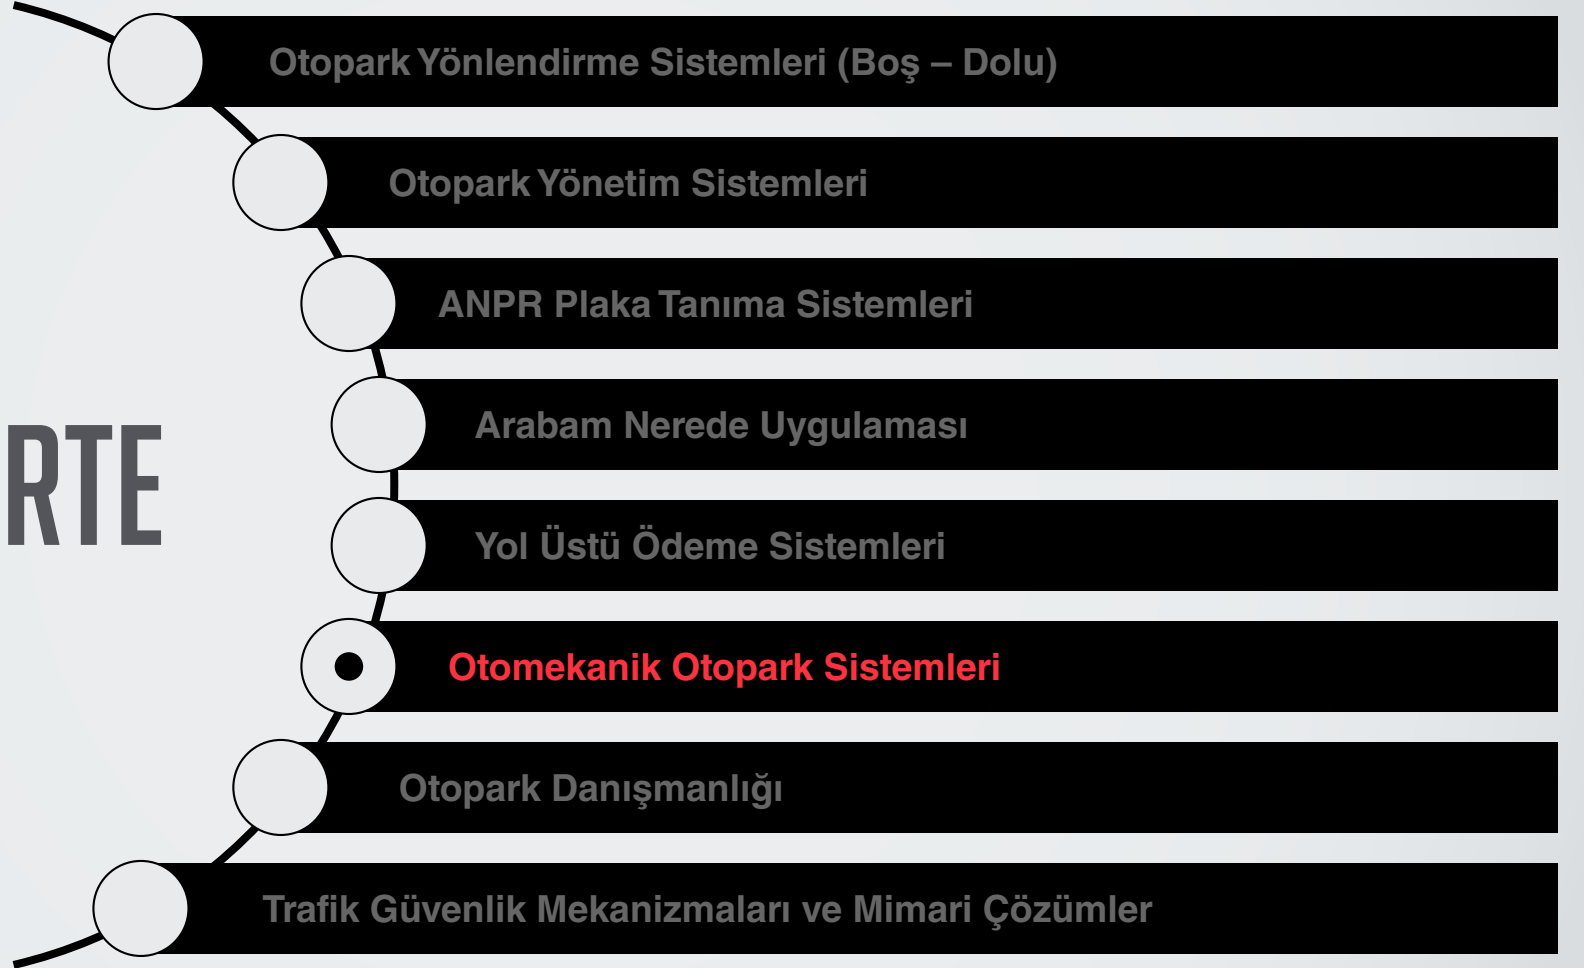 Otopark Yönlendirme Sistemleri (Boş – Dolu)
Otopark Yönetim Sistemleri
ANPR Plaka Tanıma Sistemleri
Arabam Nerede Uygulaması
RTE
Yol Üstü Ödeme Sistemleri
Otomekanik Otopark Sistemleri
Otopark Danışmanlığı
Trafik Güvenlik Mekanizmaları ve Mimari Çözümler